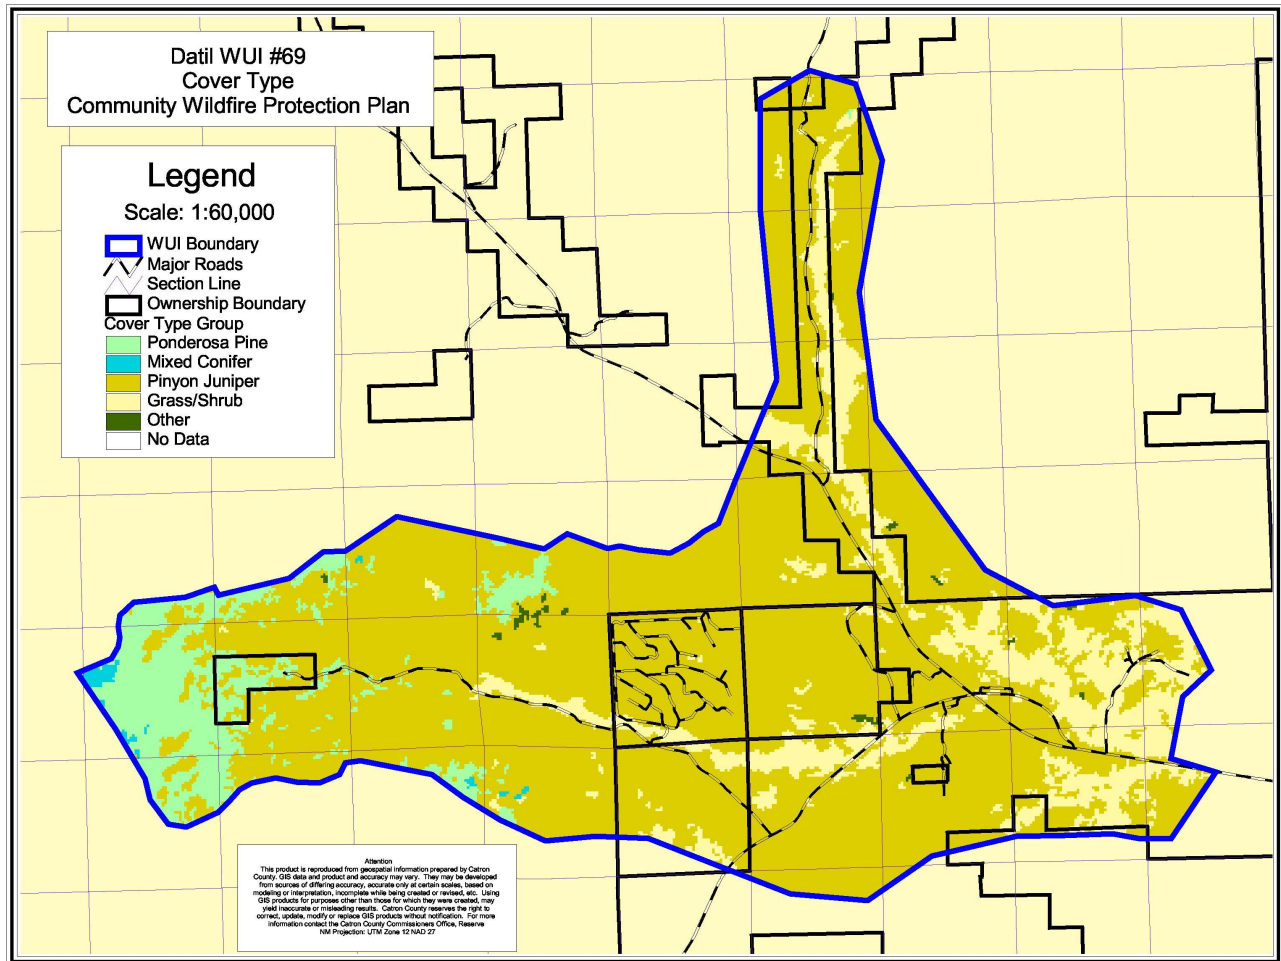 Datil WUI #69
Cover Type
Community Wildfire Protection Plan
Legend
Scale: 1:60,000
WUI Boundary
Major Roads
Section Line
Ownership Boundary
Cover Type Group
Ponderosa Pine
Mixed Conifer
Pinyon Juniper
Grass/Shrub
Other
No Data
Attention
This product is reproduced from geospatial information prepared by Catron
County. GIS data and product and accuracy may vary. They may be developed
from sources of differing accuracy, accurate only at certain scales, based on
modeling or interpretation, incomplete while being created or revised, etc. Using
GIS products for purposes other than those for which they were created, may
yield inaccurate or misleading results. Catron County reserves the right to
correct, update, modify or replace GIS products without notification. For more
information contact the Catron County Commissioners Office, Reserve
NM Projection: UTM Zone 12 NAD 27